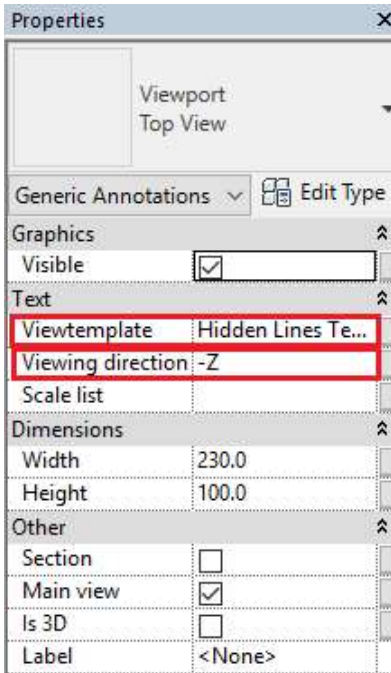 Properties
Viewport
Top View
Generic Annotations Edit Type
Graphics
Visible
Text
Viewtemplate Hidden Lines Te...
Viewing direction -Z
Scale list
Dimensions
Width 230.0
Height 100.0
Other
Section
Main view
Is 3D
Label <None>